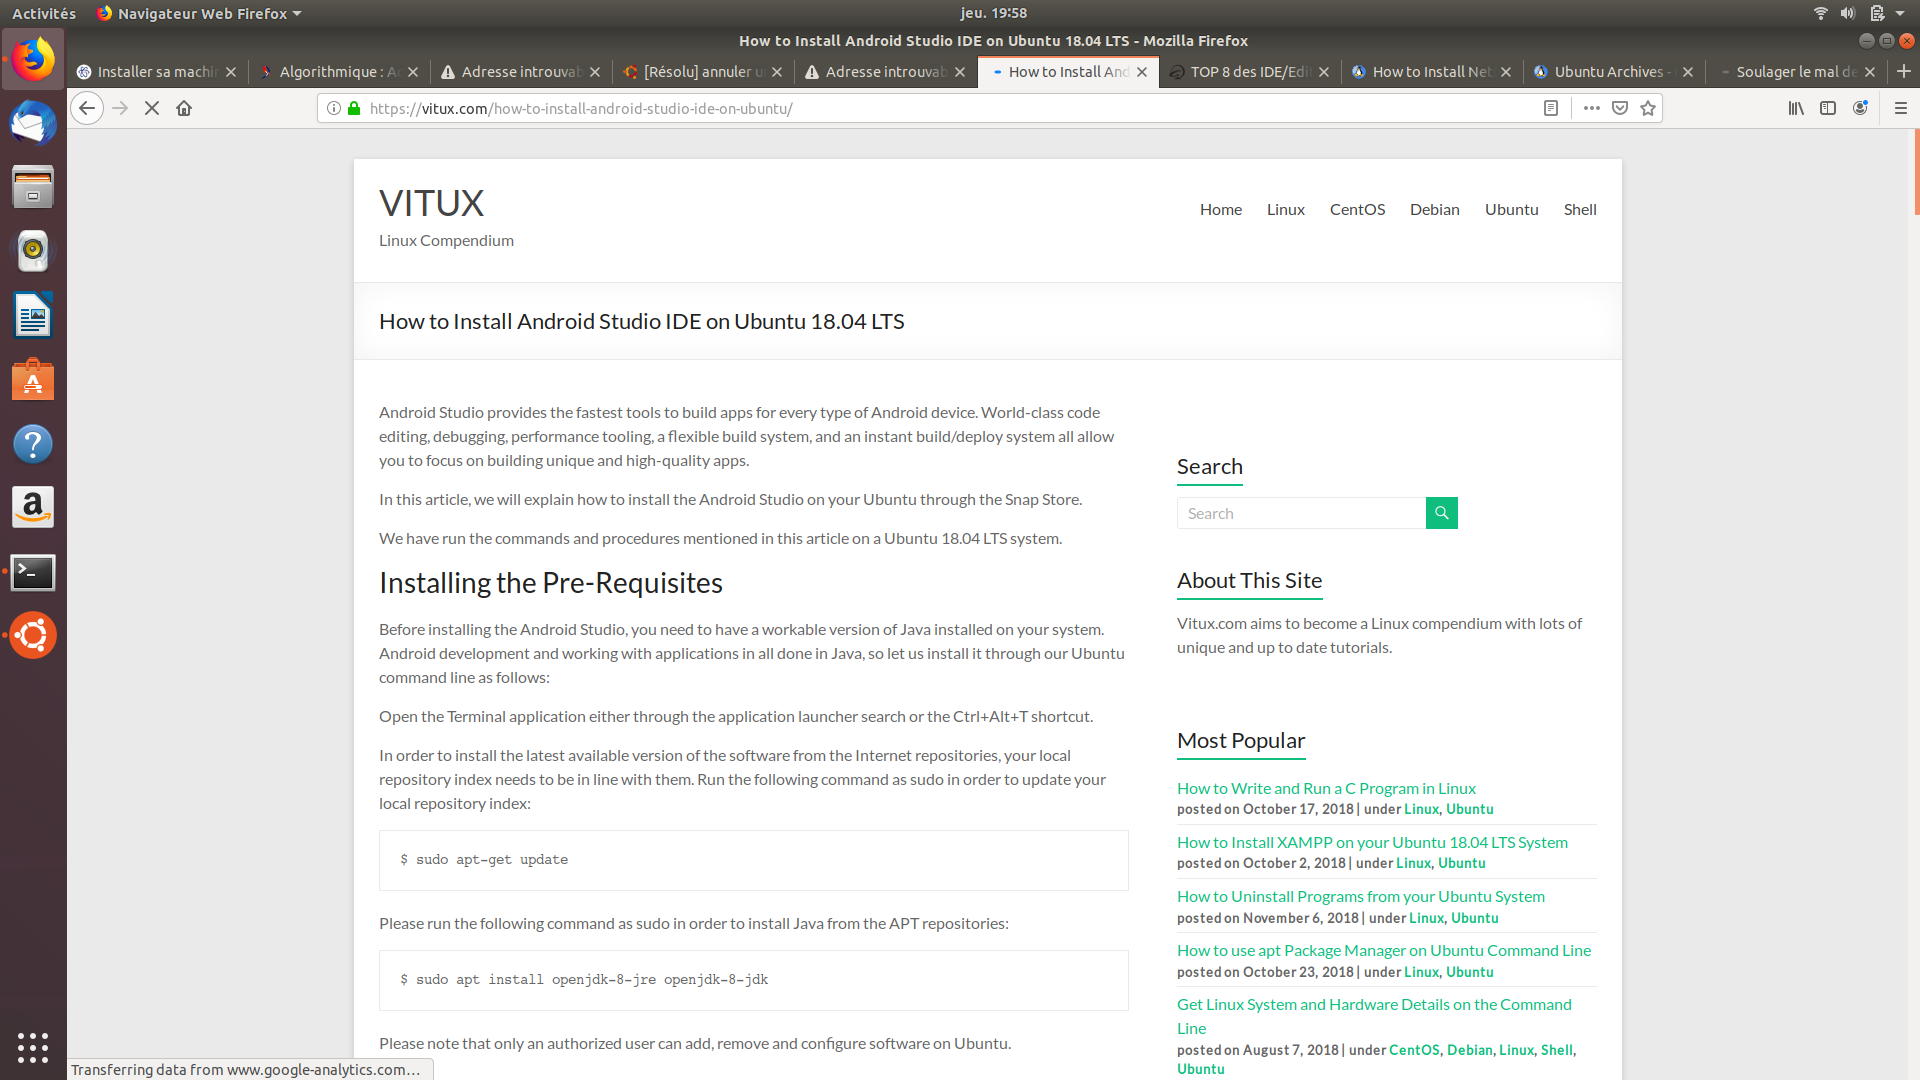 Activités
Navigateur Web Firefox
jeu. 19:58
How to Install Android Studio IDE on Ubuntu 18.04 LTS - Mozilla Firefox
Installer sa machin
Algorithmique : A
Adresse introuvab
[Résolu] annuler u
Adresse introuvab
How to Install And
TOP 8 des IDE/Edi
How to Install Net
Ubuntu Archives -
Soulager le mal de
https://vitux.com/how-to-install-android-studio-ide-on-ubuntu/
VITUX
Linux Compendium
Home
Linux
CentOS
Debian
Ubuntu
Shell
How to Install Android Studio IDE on Ubuntu 18.04 LTS
Android Studio provides the fastest tools to build apps for every type of Android device. World-class code
editing, debugging, performance tooling, a flexible build system, and an instant build/deploy system all allow
you to focus on building unique and high-quality apps.
In this article, we will explain how to install the Android Studio on your Ubuntu through the Snap Store.
We have run the commands and procedures mentioned in this article on a Ubuntu 18.04 LTS system.
Installing the Pre-Requisites
Before installing the Android Studio, you need to have a workable version of Java installed on your system.
Android development and working with applications in all done in Java, so let us install it through our Ubuntu
command line as follows:
Open the Terminal application either through the application launcher search or the Ctrl+Alt+T shortcut.
In order to install the latest available version of the software from the Internet repositories, your local
repository index needs to be in line with them. Run the following command as sudo in order to update your
local repository index:
$ sudo apt-get update
Please run the following command as sudo in order to install Java from the APT repositories:
$ sudo apt install openjdk-8-jre openjdk-8-jdk
Please note that only an authorized user can add, remove and configure software on Ubuntu.
Search
Search
About This Site
Vitux.com aims to become a Linux compendium with lots of
unique and up to date tutorials.
Most Popular
How to Write and Run a C Program in Linux
posted on October 17, 2018 | under Linux, Ubuntu
How to Install XAMPP on your Ubuntu 18.04 LTS System
posted on October 2, 2018 | under Linux, Ubuntu
How to Uninstall Programs from your Ubuntu System
posted on November 6, 2018 | under Linux, Ubuntu
How to use apt Package Manager on Ubuntu Command Line
posted on October 23, 2018 | under Linux, Ubuntu
Get Linux System and Hardware Details on the Command
Line
posted on August 7, 2018 | under CentOS, Debian, Linux, Shell,
Ubuntu
Transferring data from www.google-analytics.com…